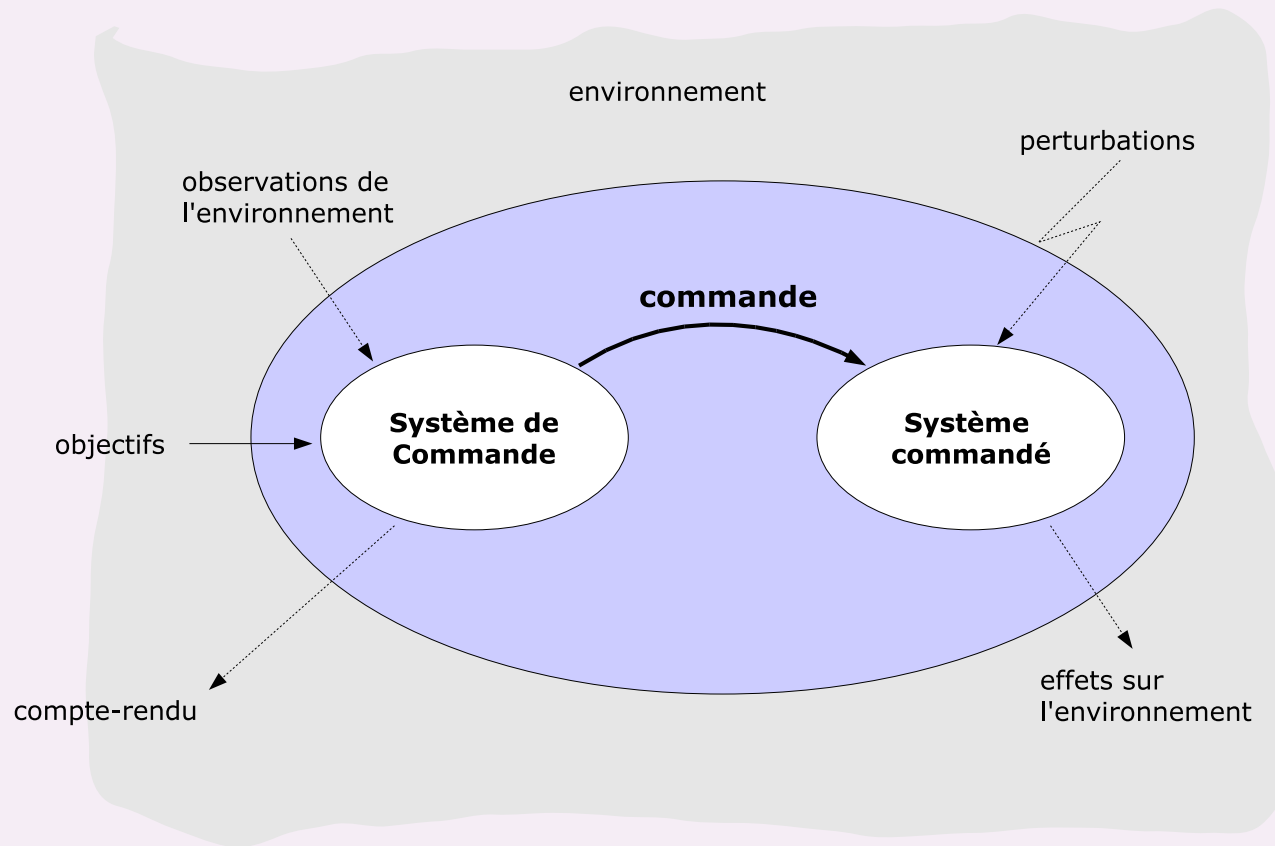 environnement
perturbations
observations de
l'environnement
commande
Système de
Commande
Système
commandé
objectifs
compte-rendu
effets sur
l'environnement